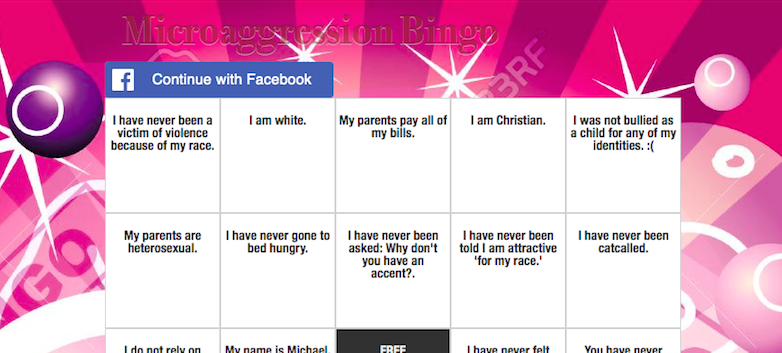 Microaggression Bingo
Continue with Facebook
I have never been a
victim of violence
because of my race.
I am white.
My parents pay all of
my bills.
I am Christian.
I was not bullied as
a child for any of my
identities. :(
My parents are
heterosexual.
I have never gone to
bed hungry.
I have never been
asked: Why don't
you have an
accent?.
I have never been
told I am attractive
'for my race.'
I have never been
catcalled.
I do not rely on
My name is Michael.
FREE
I have never felt
You have never
3RF
NGO